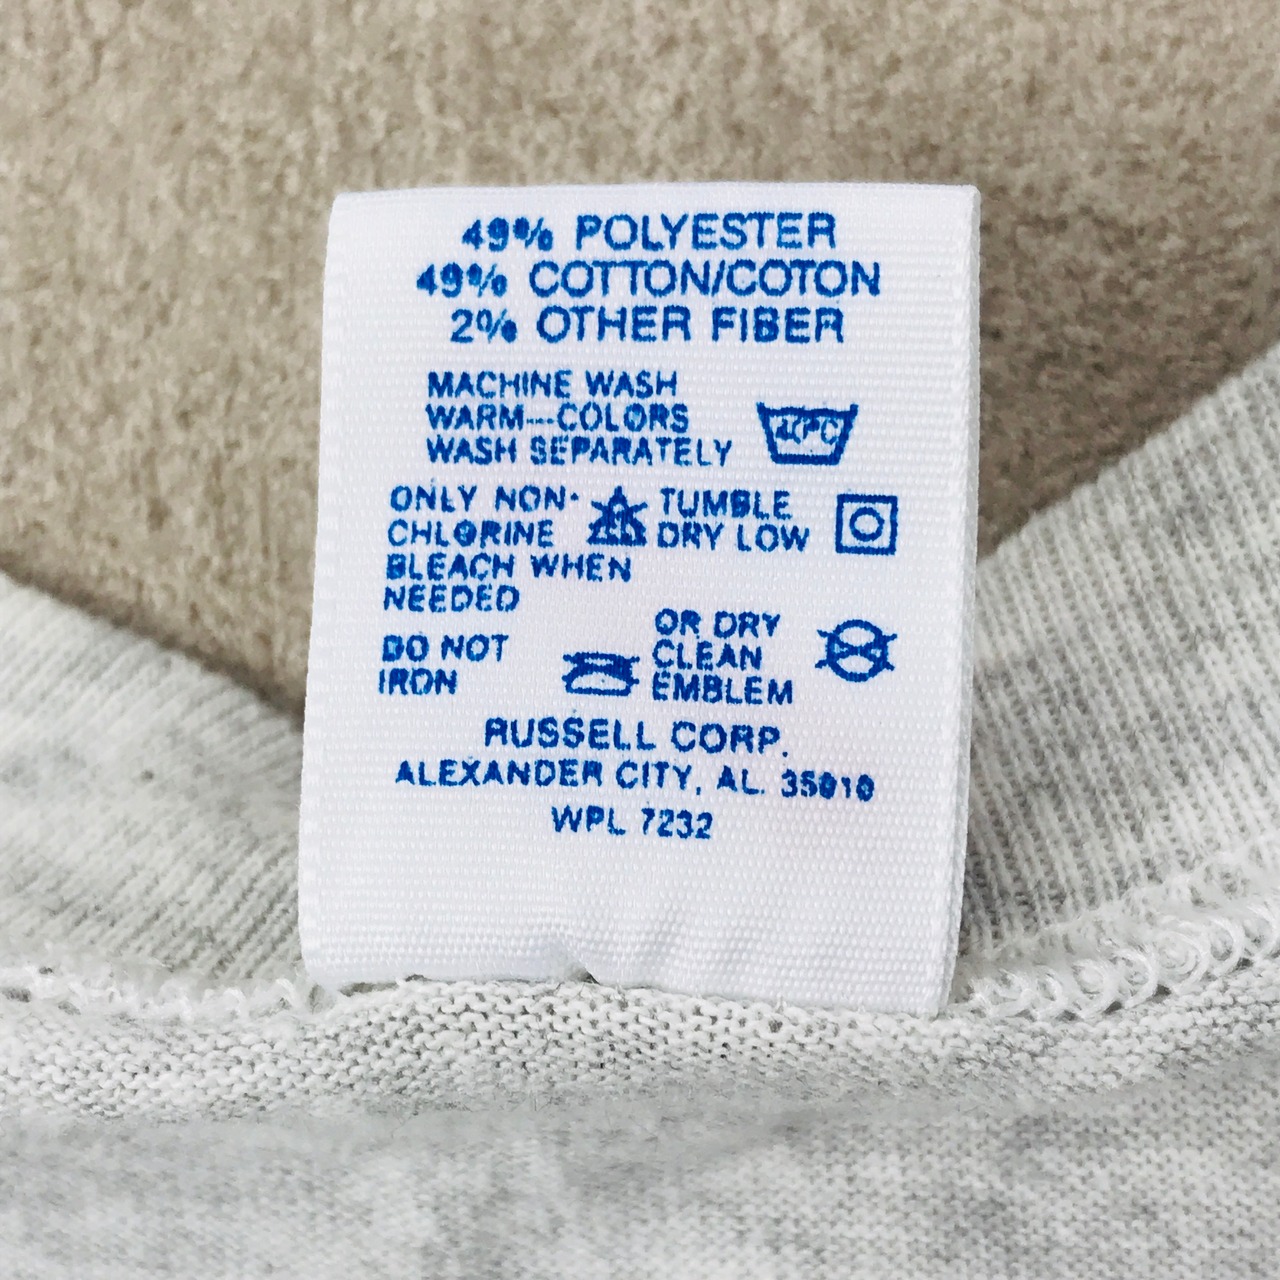 49% POLYESTER
49% COTTON/COTON
2% OTHER FIBER
MACHINE WASH
WARM—COLORS
WASH SEPARATELY
ONLY NON-
CHLORINE
BLEACH WHEN
NEEDED
TUMBLE
DRY LOW
DO NOT
IRON
OR DRY
CLEAN
EMBLEM
RUSSELL CORP.
ALEXANDER CITY, AL. 35010
WPL 7232